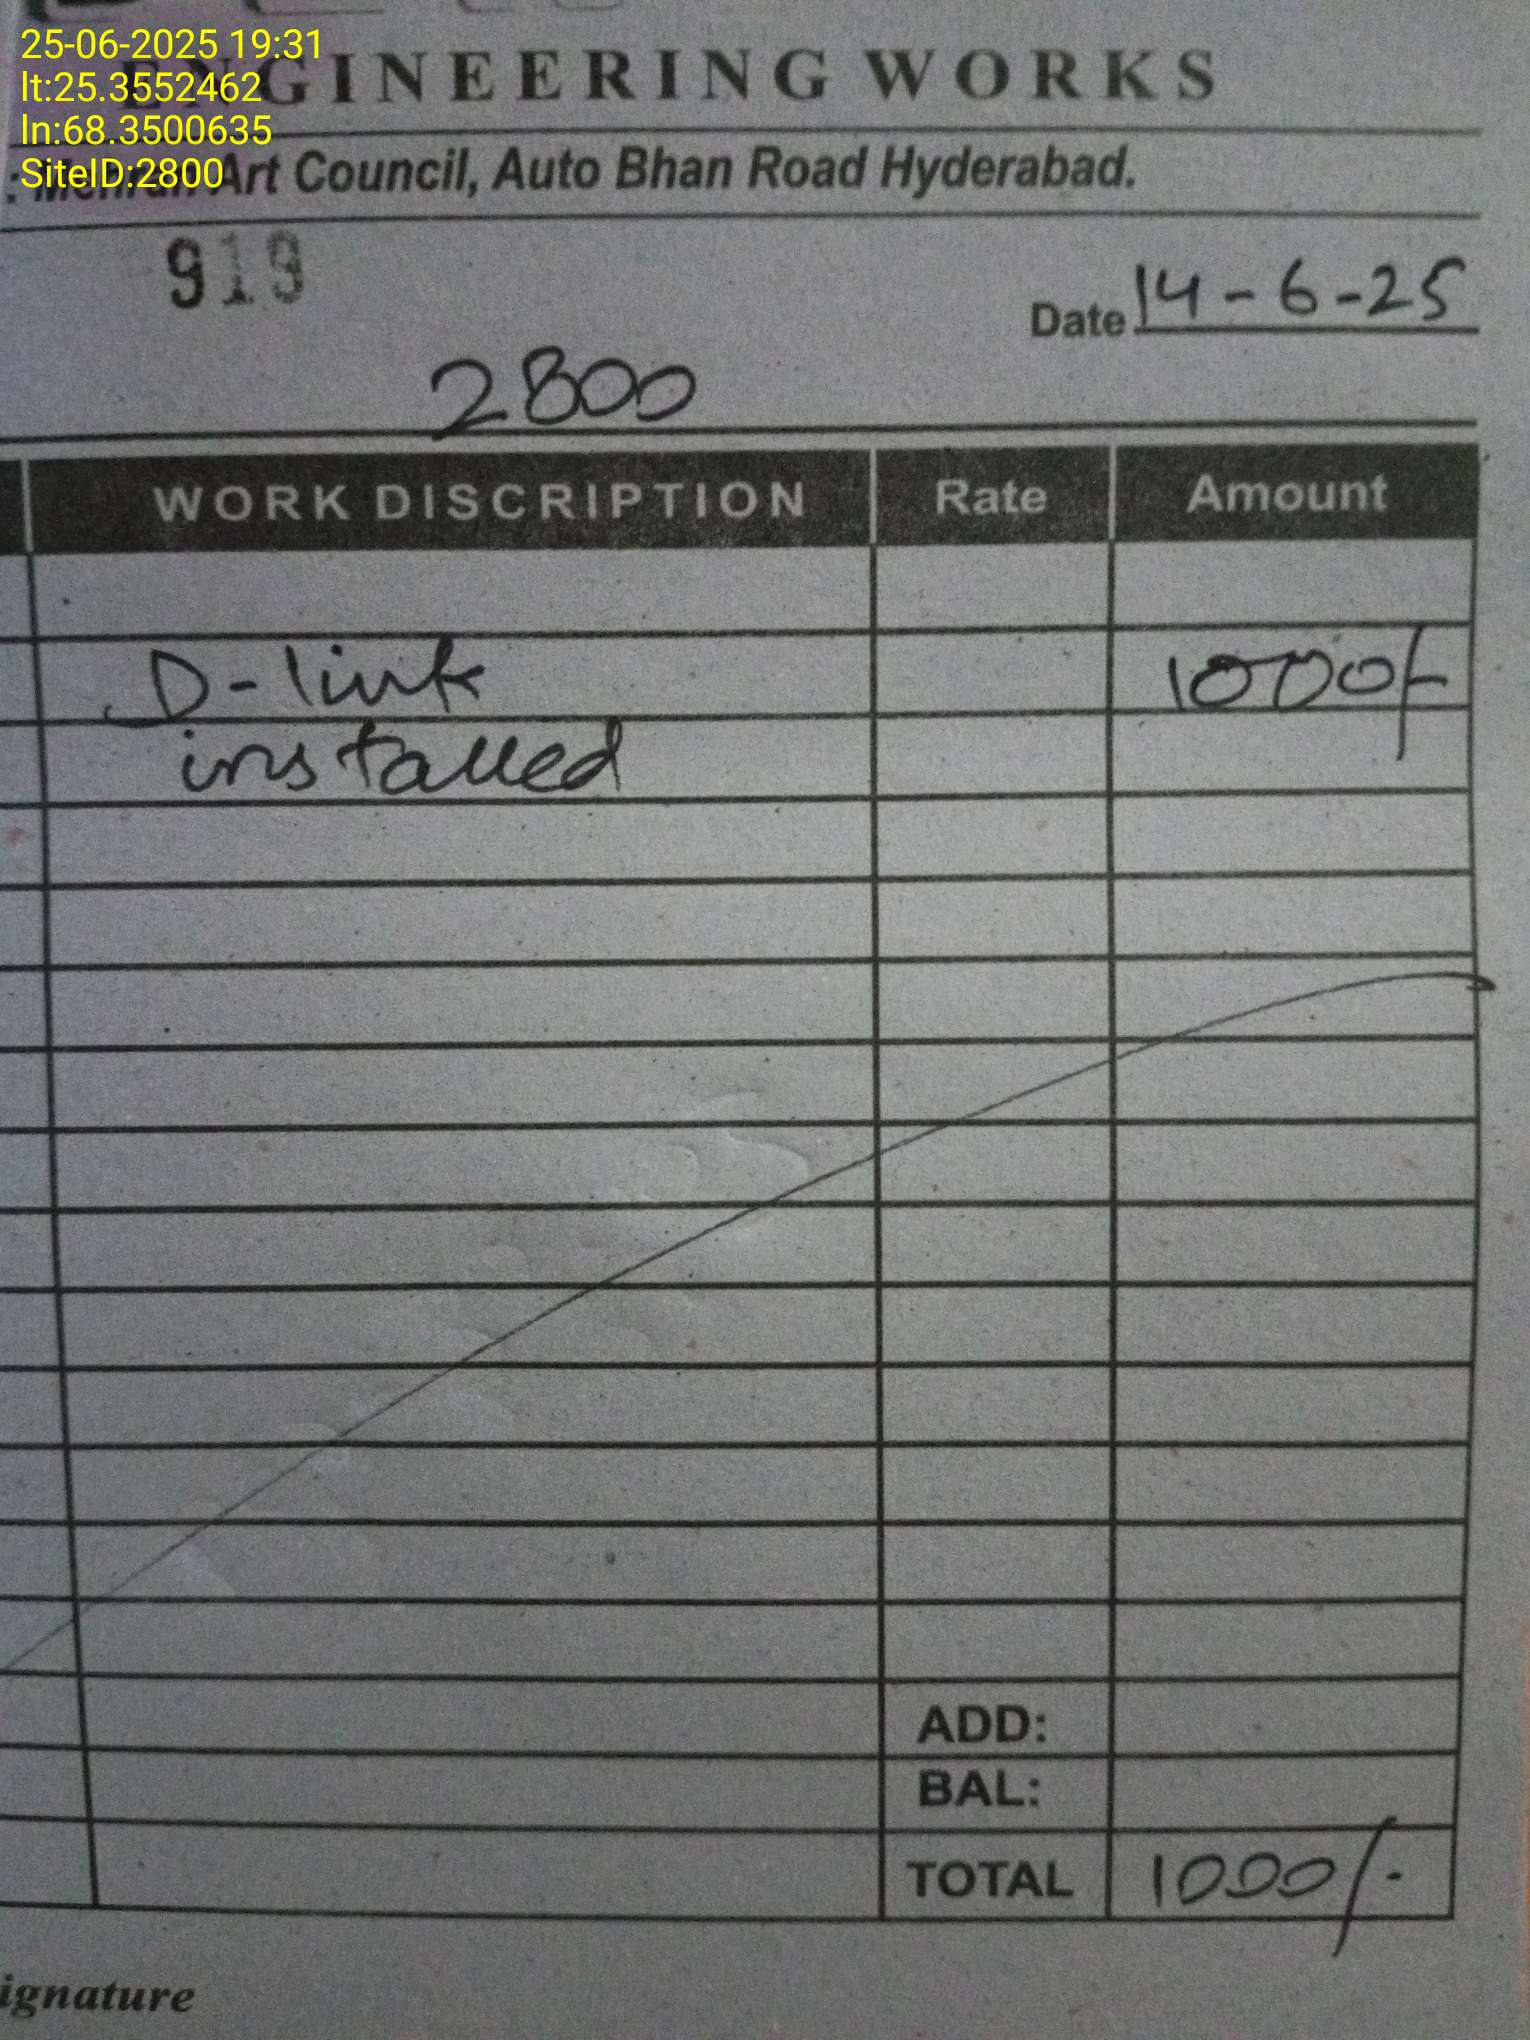 25-06-2025 19:31
lt:25.3552462
ln:68.3500635
SiteID:2800
ENGINEERING WORKS
Art Council, Auto Bhan Road Hyderabad.
919
Date 14-6-25
2800
WORK DISCRIPTION Rate Amount
D-link 1000/-
installed
ADD:
BAL:
TOTAL 1000/-
ignature